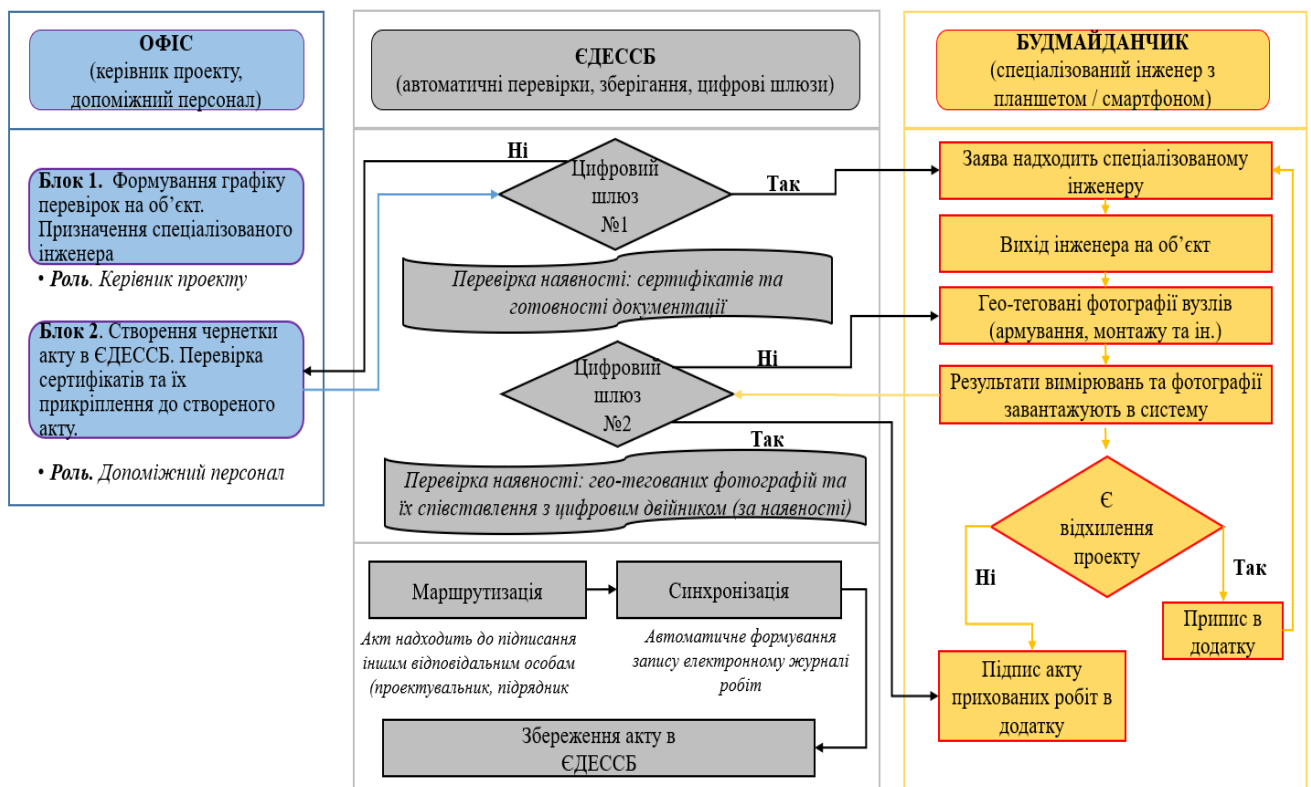 ОФІС
(керівник проекту,
допоміжний персонал)
Блок 1. Формування графіку
перевірок на об’єкт.
Призначення спеціалізованого
інженера
• Роль. Керівник проекту
Блок 2. Створення чернетки
акту в ЄДЕССБ. Перевірка
сертифікатів та їх
прикріплення до створеного
акту.
• Роль. Допоміжний персонал
ЄДЕССБ
(автоматичні перевірки, зберігання, цифрові шлюзи)
Ні
Цифровий
шлюз
№1
Так
Перевірка наявності: сертифікатів та
готовності документації
Цифровий
шлюз
№2
Ні
Так
Перевірка наявності: гео-тегованих фотографій та
їх співставлення з цифровим двійником (за наявності)
Маршрутизація
Акт надходить до підписання
іншим відповідальним особам
(проектувальник, підрядник
Синхронізація
Автоматичне формування
запису електронному журналі
робіт
Збереження акту в
ЄДЕССБ
БУДМАЙДАНЧИК
(спеціалізований інженер з
планшетом / смартфоном)
Заява надходить спеціалізованому
інженеру
Вихід інженера на об’єкт
Гео-теговані фотографії вузлів
(армування, монтажу та ін.)
Результати вимірювань та фотографії
завантажують в систему
Є
відхилення
проекту
Ні
Так
Припис в
додатку
Підпис акту
прихованих робіт в
додатку